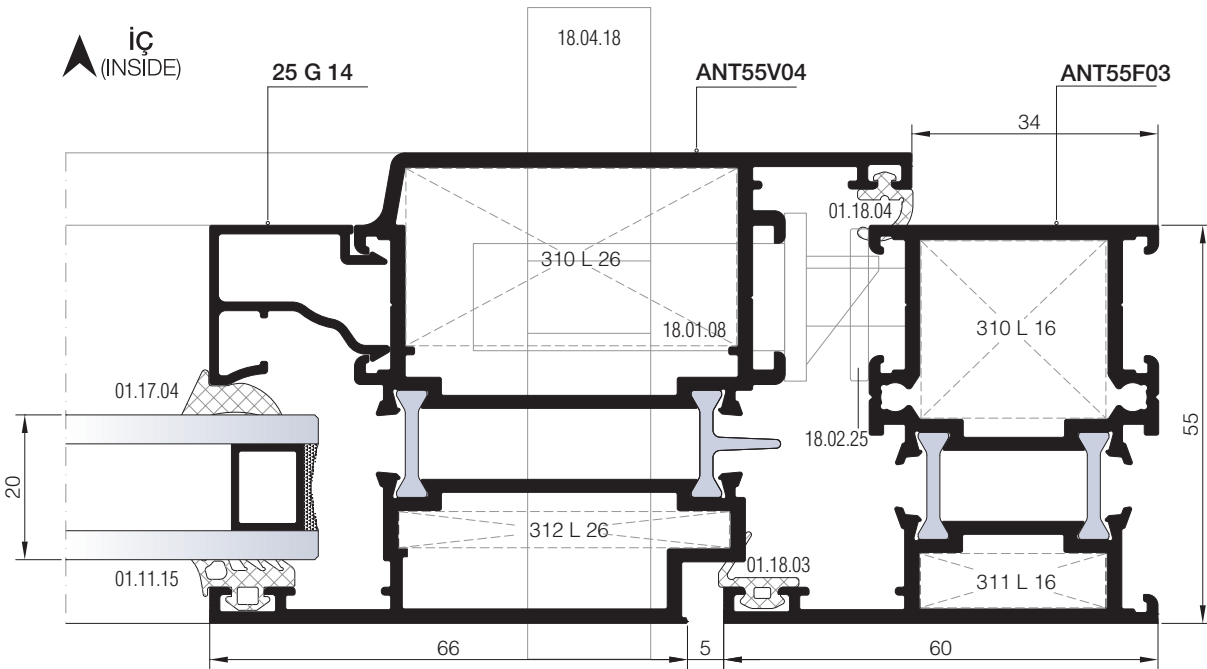 İÇ
(INSIDE)
18.04.18
25 G 14
ANT55V04
ANT55F03
34
01.18.04
310 L 26
18.01.08
310 L 16
01.17.04
18.02.25
55
20
312 L 26
01.18.03
01.11.15
311 L 16
66
5
60